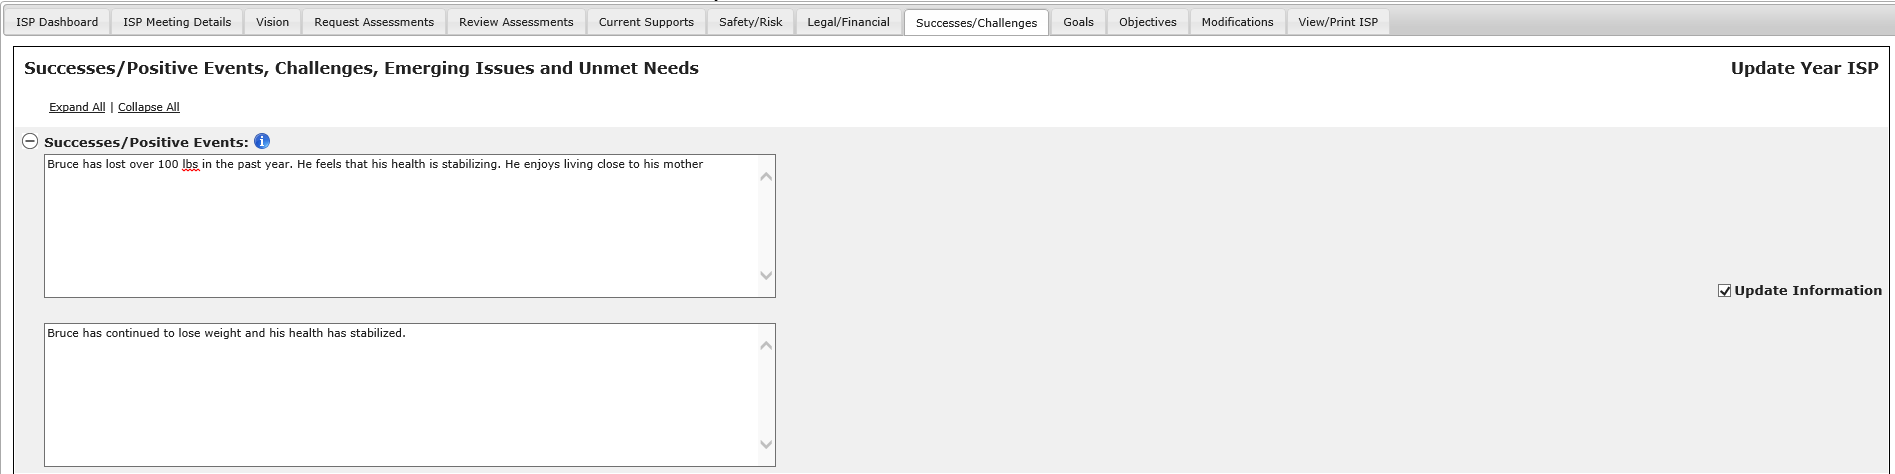 ISP Dashboard ISP Meeting Details Vision Request Assessments Review Assessments Current Supports Safety/Risk Legal/Financial Successes/Challenges Goals Objectives Modifications View/Print ISP
Successes/Positive Events, Challenges, Emerging Issues and Unmet Needs Update Year ISP
Expand All | Collapse All
Successes/Positive Events: i
Bruce has lost over 100 lbs in the past year. He feels that his health is stabilizing. He enjoys living close to his mother
Update Information
Bruce has continued to lose weight and his health has stabilized.